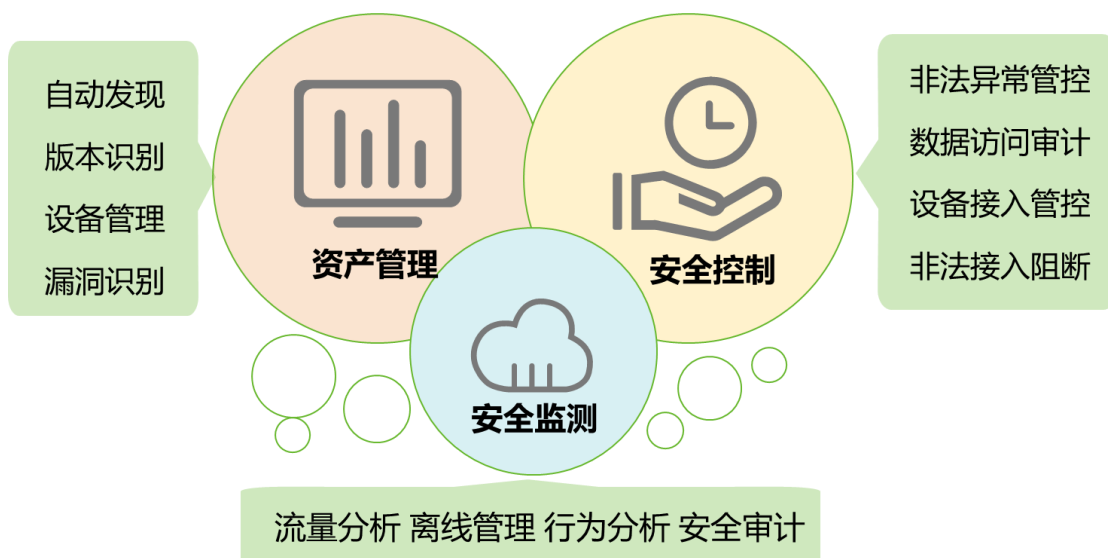 自动发现
版本识别
设备管理
漏洞识别
资产管理
安全控制
非法异常管控
数据访问审计
设备接入管控
非法接入阻断
安全监测
流量分析 离线管理 行为分析 安全审计